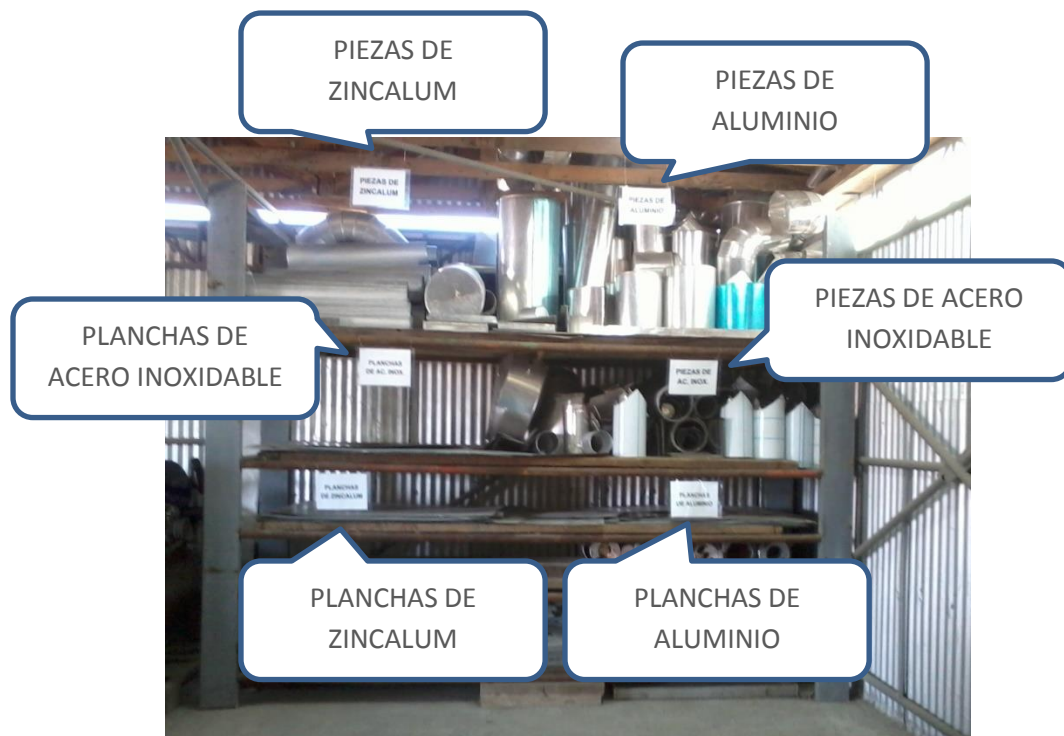 PIEZAS DE
ZINCALUM
PIEZAS DE
ALUMINIO
PIEZAS DE
ZINCALUM
PIEZAS DE
ALUMINIO
PLANCHAS DE
ACERO INOXIDABLE
PIEZAS DE ACERO
INOXIDABLE
PLANCHAS
DE AC. INOX.
PIEZAS DE
AC. INOX.
PLANCHAS
DE ZINCALUM
PLANCHAS
DE ALUMINIO
PLANCHAS DE
ZINCALUM
PLANCHAS DE
ALUMINIO